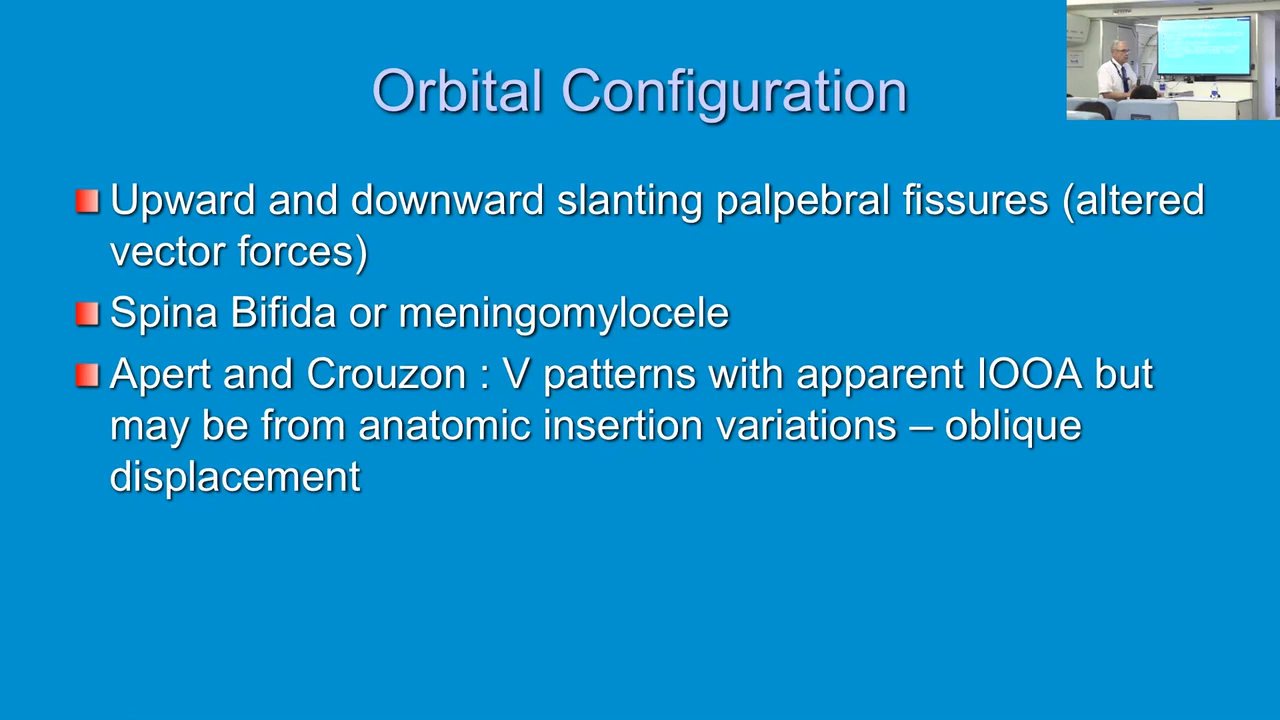 Orbital Configuration
Upward and downward slanting palpebral fissures (altered
vector forces)
Spina Bifida or meningomylocele
Apert and Crouzon : V patterns with apparent IOOA but
may be from anatomic insertion variations – oblique
displacement